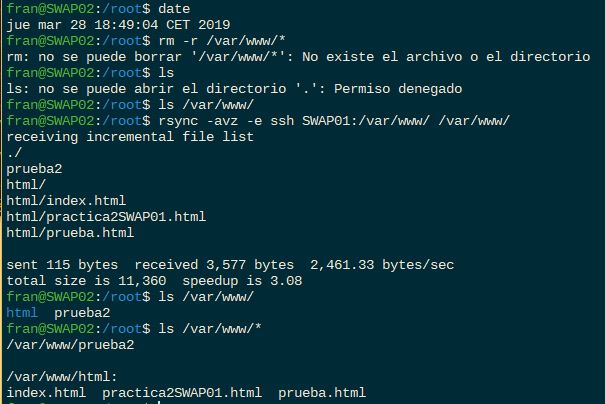 fran@SWAP02:/root$ date
jue mar 28 18:49:04 CET 2019
fran@SWAP02:/root$ rm -r /var/www/*
rm: no se puede borrar '/var/www/*': No existe el archivo o el directorio
fran@SWAP02:/root$ ls
ls: no se puede abrir el directorio '.': Permiso denegado
fran@SWAP02:/root$ ls /var/www/
fran@SWAP02:/root$ rsync -avz -e ssh SWAP01:/var/www/ /var/www/
receiving incremental file list
./
prueba2
html/
html/index.html
html/practica2SWAP01.html
html/prueba.html

sent 115 bytes  received 3,577 bytes  2,461.33 bytes/sec
total size is 11,360  speedup is 3.08
fran@SWAP02:/root$ ls /var/www/
html  prueba2
fran@SWAP02:/root$ ls /var/www/*
/var/www/prueba2

/var/www/html:
index.html  practica2SWAP01.html  prueba.html